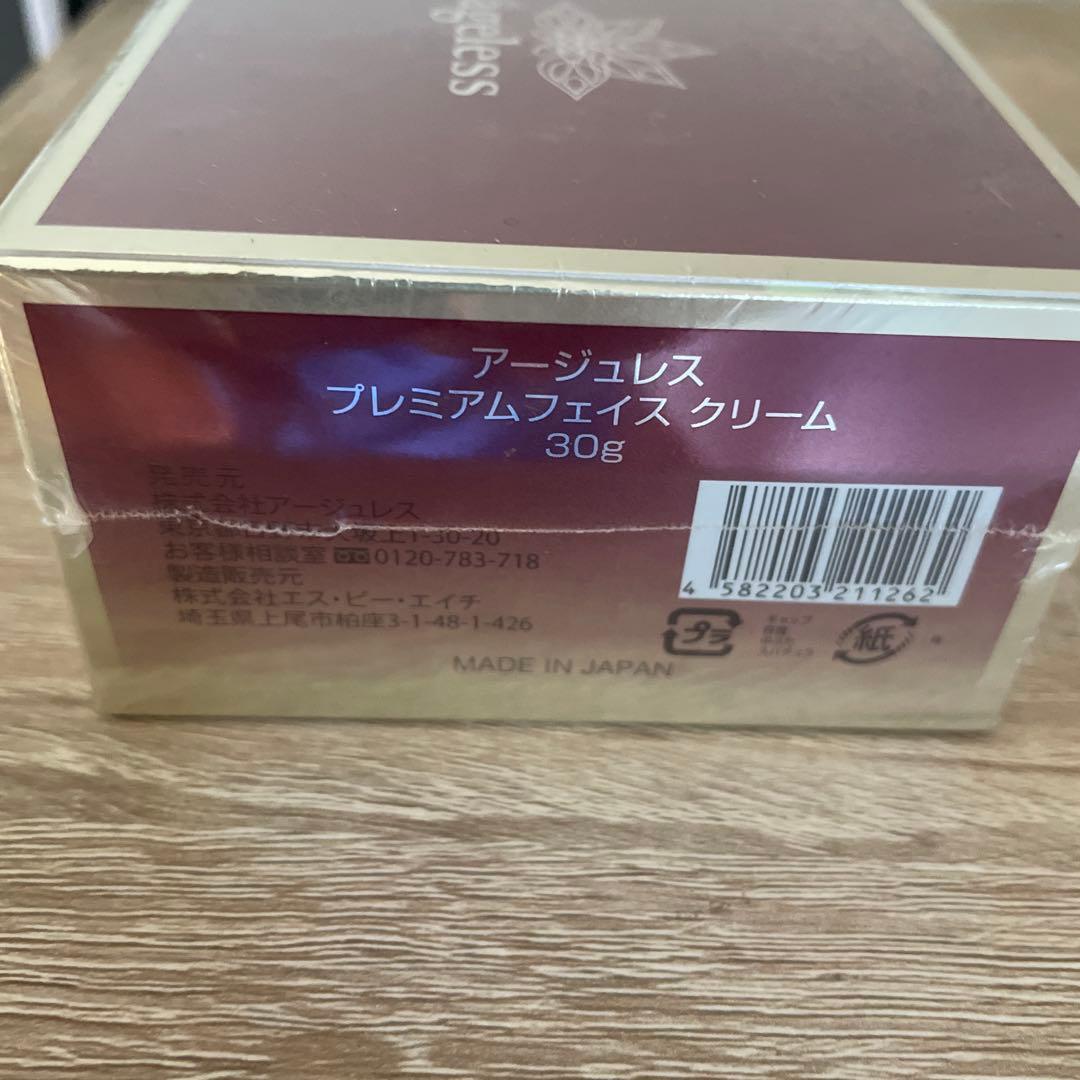 geless
アージュレス
プレミアムフェイス クリーム
30g
発売元
株式会社アージュレス
坂上1-30-20
お客様相談室 0120-783-718
製造販売元
株式会社エス・ビー・エイチ
埼玉県上尾市柏座3-1-48-1-426
MADE IN JAPAN
4 582203 211262
プラ
紙